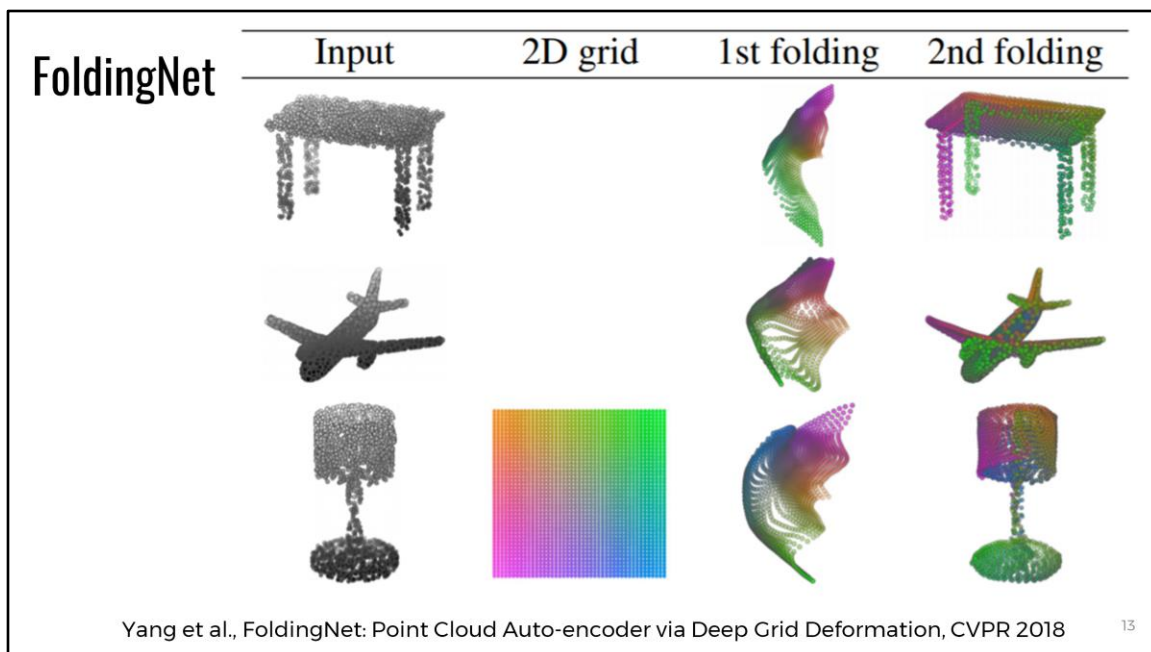 FoldingNet
Input 2D grid 1st folding 2nd folding
Yang et al., FoldingNet: Point Cloud Auto-encoder via Deep Grid Deformation, CVPR 2018
13